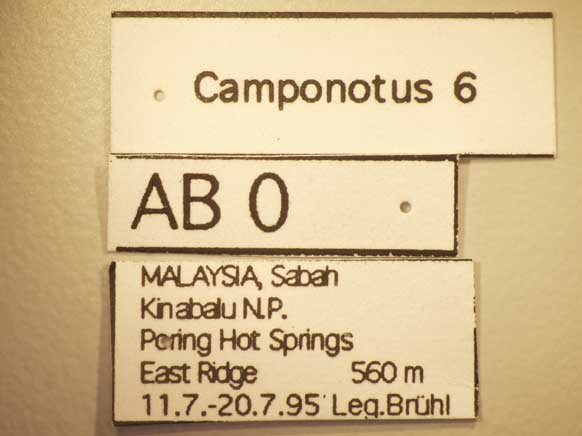 Camponotus 6
AB 0
MALAYSIA, Sabah
Kinabalu N.P.
Poring Hot Springs
East Ridge 560 m
11.7.-20.7.95 Leg.Brühl